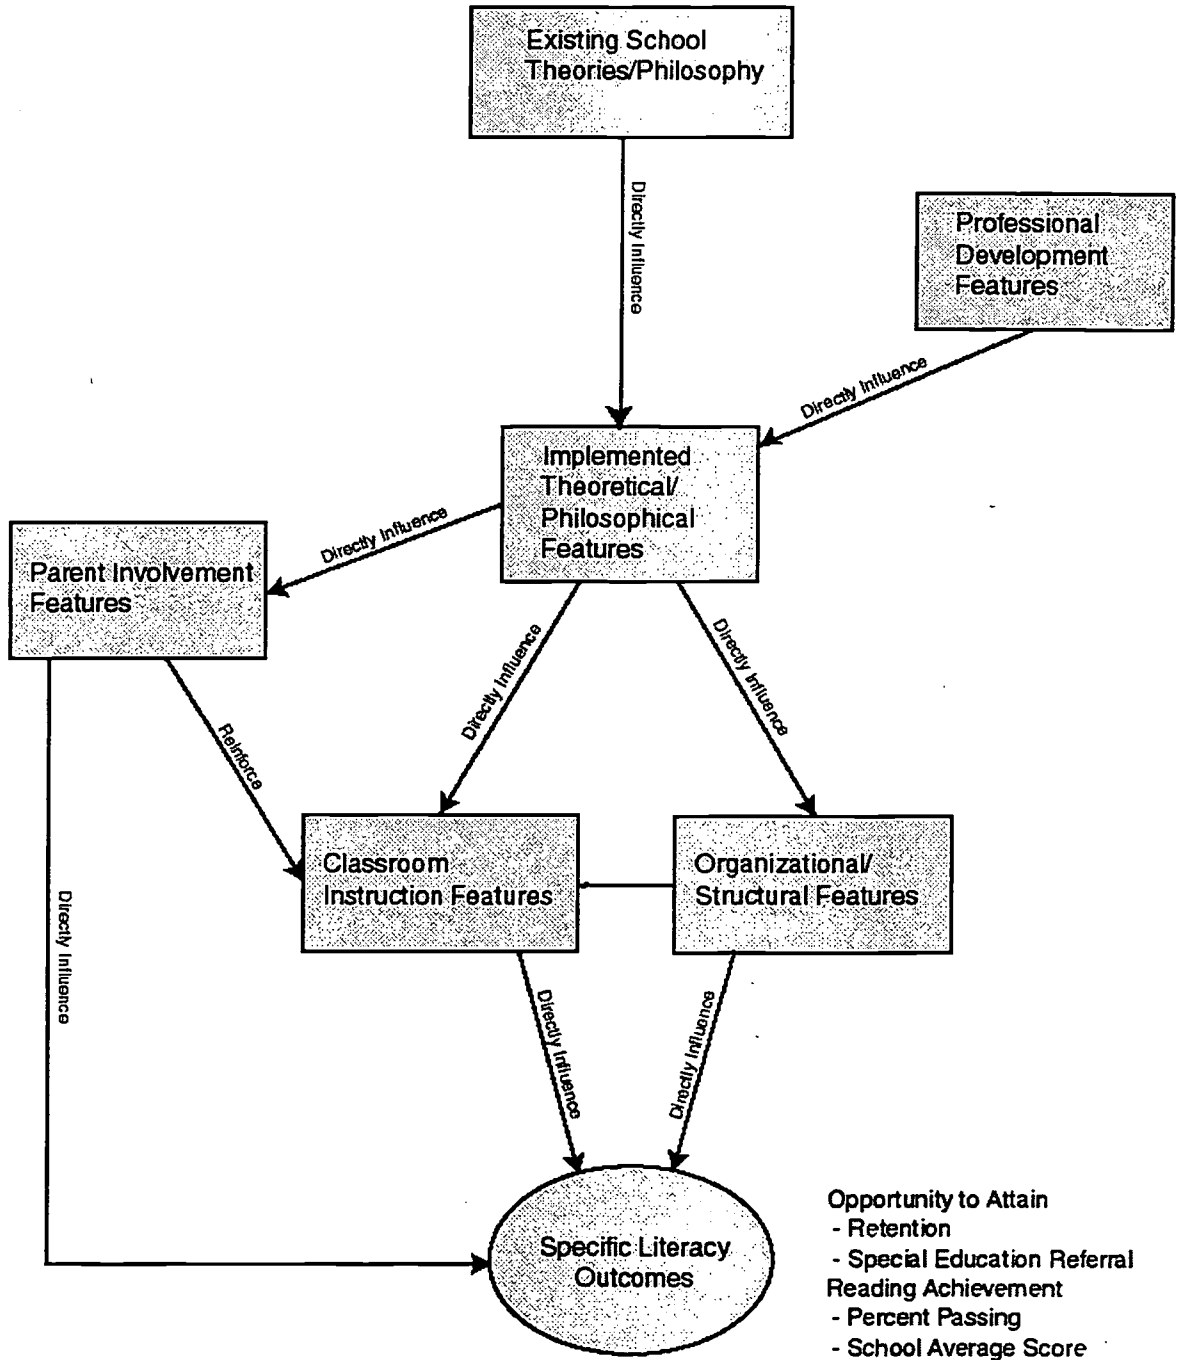 Existing School
Theories/Philosophy
Directly Influence
Professional
Development
Features
Directly Influence
Implemented
Theoretical/
Philosophical
Features
Directly Influence
Parent Involvement
Features
Directly Influence
Directly Influence
Reinforce
Classroom
Instruction Features
Organizational/
Structural Features
Directly Influence
Directly Influence
Directly Influence
Specific Literacy
Outcomes
Opportunity to Attain
- Retention
- Special Education Referral
Reading Achievement
- Percent Passing
- School Average Score